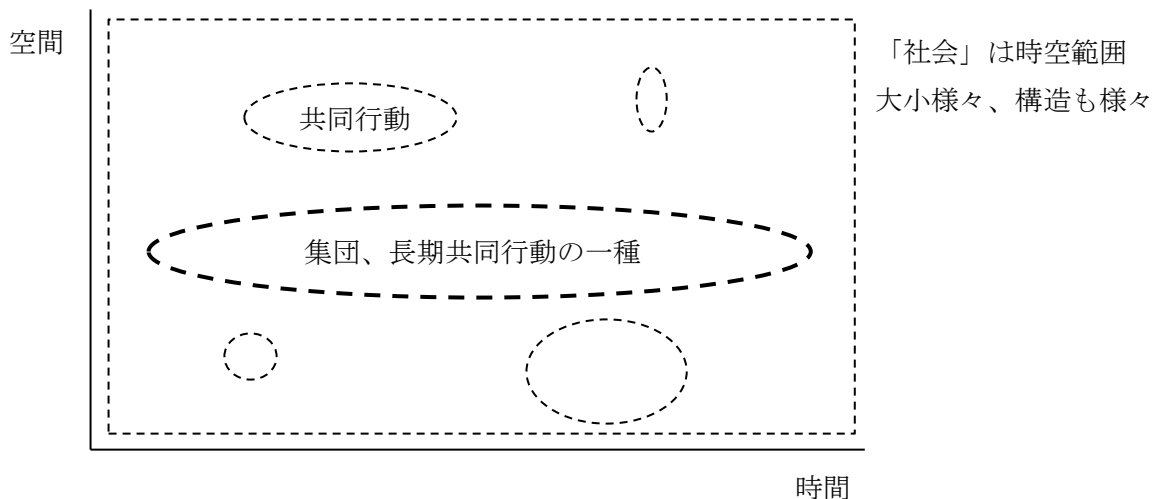 空間
「社会」は時空範囲
大小様々、構造も様々
共同行動
集団、長期共同行動の一種
時間